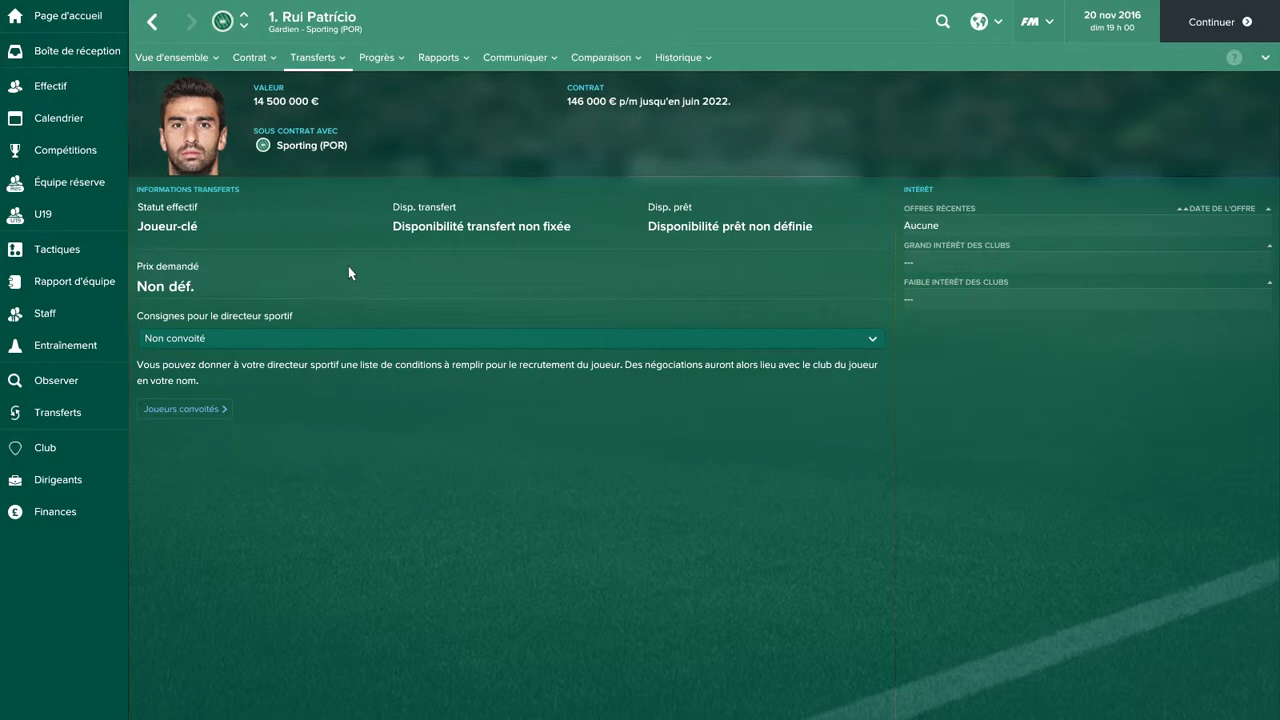 Page d'accueil
Boîte de réception
Effectif
Calendrier
Compétitions
Équipe réserve
U19
Tactiques
Rapport d'équipe
Staff
Entraînement
Observer
Transferts
Club
Dirigeants
Finances
1. Rui Patrício
Gardien - Sporting (POR)
FM
20 nov 2016
dim 19 h 00
Continuer
Vue d'ensemble
Contrat
Transferts
Progrès
Rapports
Communiquer
Comparaison
Historique
?
VALEUR
14 500 000 €
SOUS CONTRAT AVEC
Sporting (POR)
CONTRAT
146 000 € p/m jusqu'en juin 2022.
INFORMATIONS TRANSFERTS
Statut effectif
Joueur-clé
Disp. transfert
Disponibilité transfert non fixée
Disp. prêt
Disponibilité prêt non définie
Prix demandé
Non déf.
Consignes pour le directeur sportif
Non convoité
Vous pouvez donner à votre directeur sportif une liste de conditions à remplir pour le recrutement du joueur. Des négociations auront alors lieu avec le club du joueur
en votre nom.
Joueurs convoités
INTÉRÊT
OFFRES RÉCENTES DATE DE L'OFFRE
Aucune
GRAND INTÉRÊT DES CLUBS
---
FAIBLE INTÉRÊT DES CLUBS
---